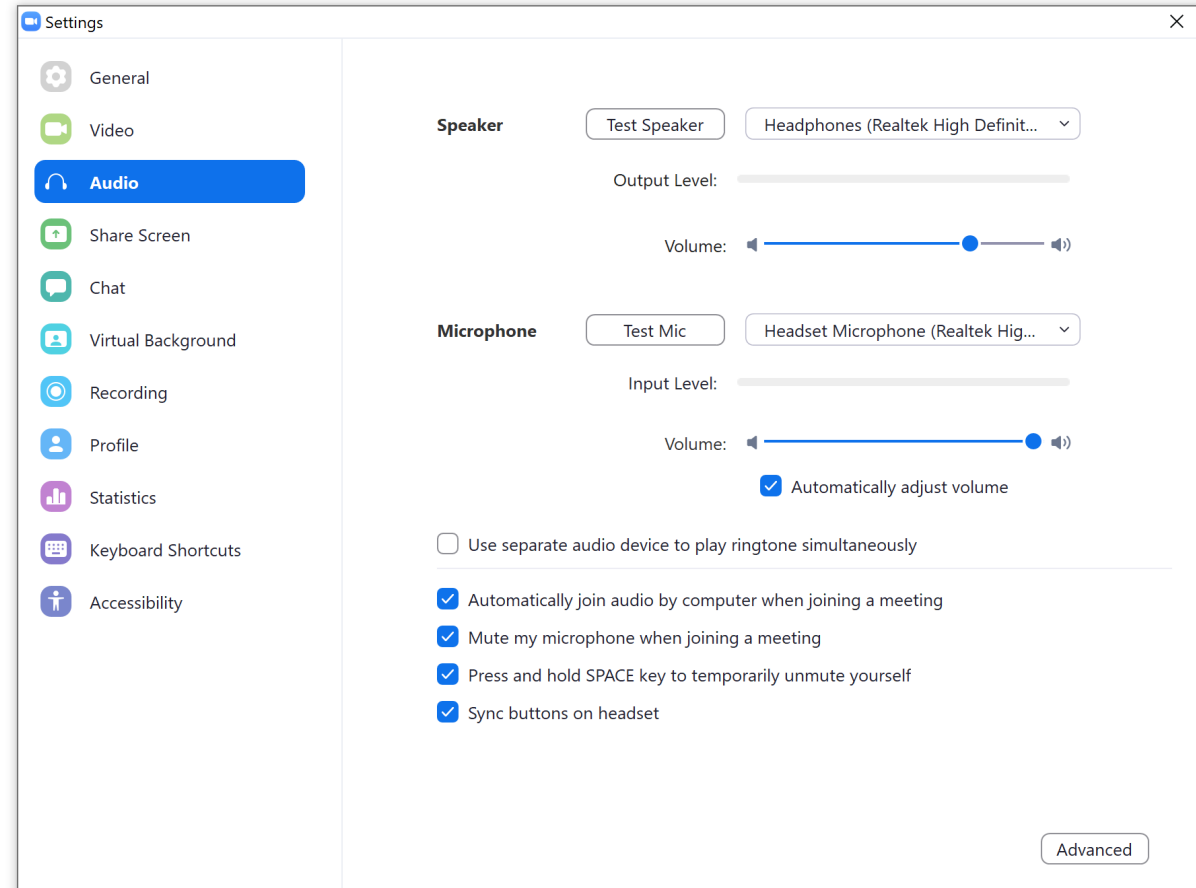 Settings
General
Video
Audio
Share Screen
Chat
Virtual Background
Recording
Profile
Statistics
Keyboard Shortcuts
Accessibility
Speaker
Test Speaker
Headphones (Realtek High Definit...
Output Level:
Volume:
Microphone
Test Mic
Headset Microphone (Realtek Hig...
Input Level:
Volume:
Automatically adjust volume
Use separate audio device to play ringtone simultaneously
Automatically join audio by computer when joining a meeting
Mute my microphone when joining a meeting
Press and hold SPACE key to temporarily unmute yourself
Sync buttons on headset
Advanced